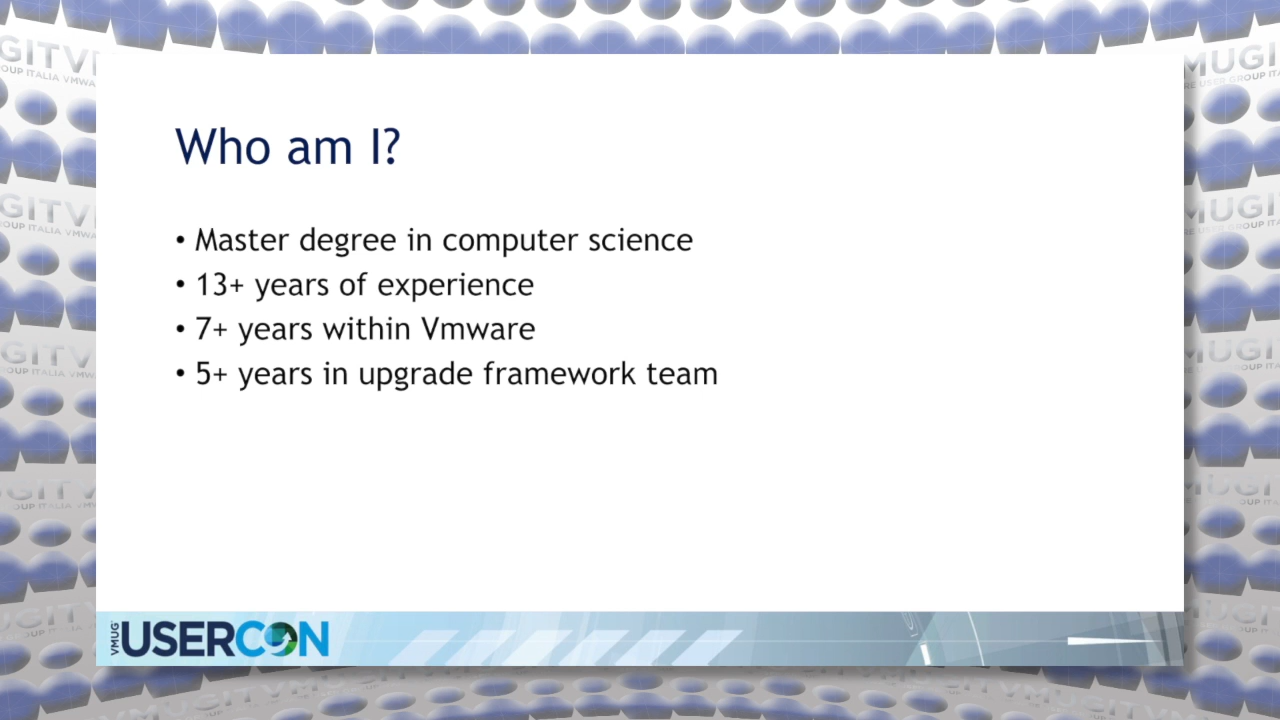 Who am I?
• Master degree in computer science
• 13+ years of experience
• 7+ years within Vmware
• 5+ years in upgrade framework team
VMUG USERCON